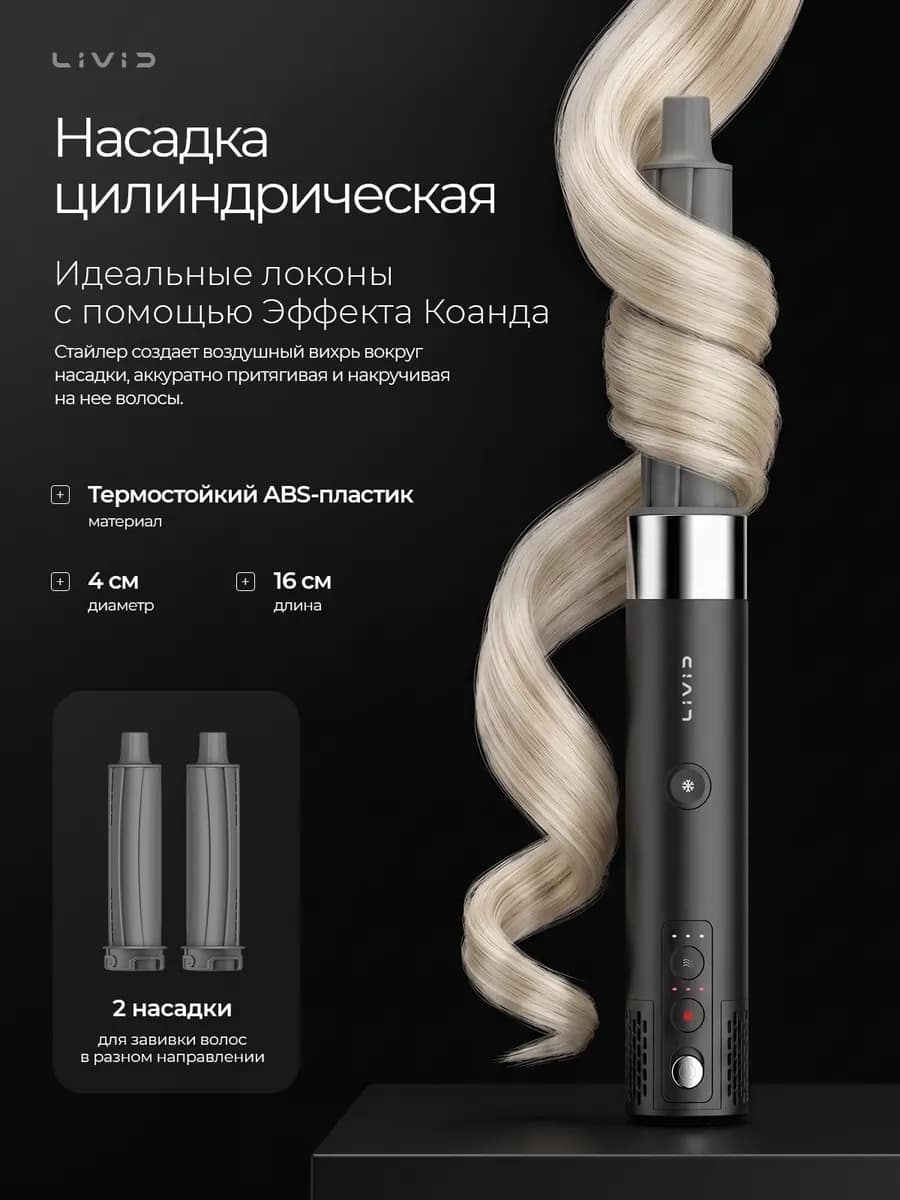 LIVID
Насадка
цилиндрическая
Идеальные локоны
с помощью Эффекта Коанда
Стайлер создает воздушный вихрь вокруг
насадки, аккуратно притягивая и накручивая
на нее волосы.
Термостойкий ABS-пластик
материал
4 см
диаметр
16 см
длина
LIVID
2 насадки
для завивки волос
в разном направлении